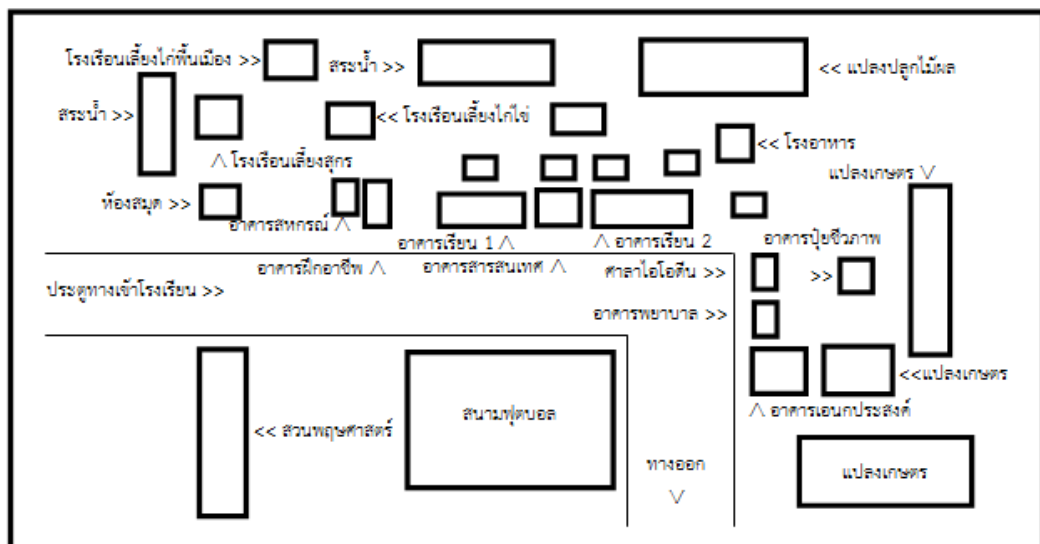 โรงเรือนเลี้ยงไก่พื้นเมือง >>
สระน้ำ >>
<< แปลงปลูกไม้ผล
สระน้ำ >>
<< โรงเรือนเลี้ยงไก่ไข่
<< โรงอาหาร
^ โรงเรือนเลี้ยงสุกร
แปลงเกษตร v
ห้องสมุด >>
อาคารสหกรณ์ ^
อาคารเรียน 1 ^
^ อาคารเรียน 2
อาคารปุ๋ยชีวภาพ
>>
อาคารฝึกอาชีพ ^
อาคารสารสนเทศ ^
ศาลาไอโอดีน >>
ประตูทางเข้าโรงเรียน >>
อาคารพยาบาล >>
<<แปลงเกษตร
^ อาคารเอนกประสงค์
<< สวนพฤษศาสตร์
สนามฟุตบอล
ทางออก
v
แปลงเกษตร